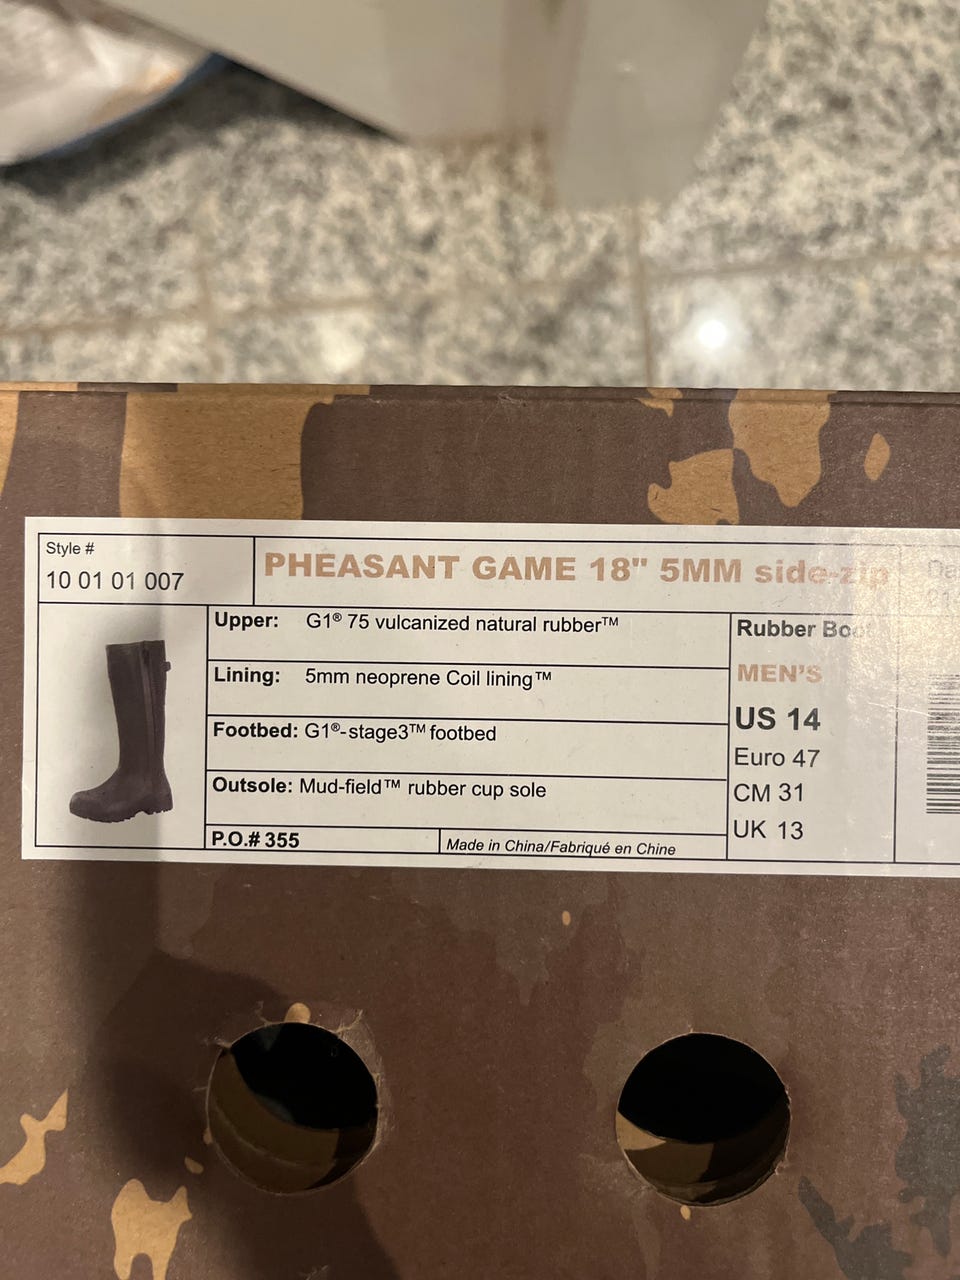 Style #
10 01 01 007
PHEASANT GAME 18" 5MM side-zip
Upper: G1® 75 vulcanized natural rubber™
Lining: 5mm neoprene Coil lining™
Footbed: G1®-stage3™ footbed
Outsole: Mud-field™ rubber cup sole
P.O.# 355
Made in China/Fabriqué en Chine
Rubber Boot
MEN'S
US 14
Euro 47
CM 31
UK 13